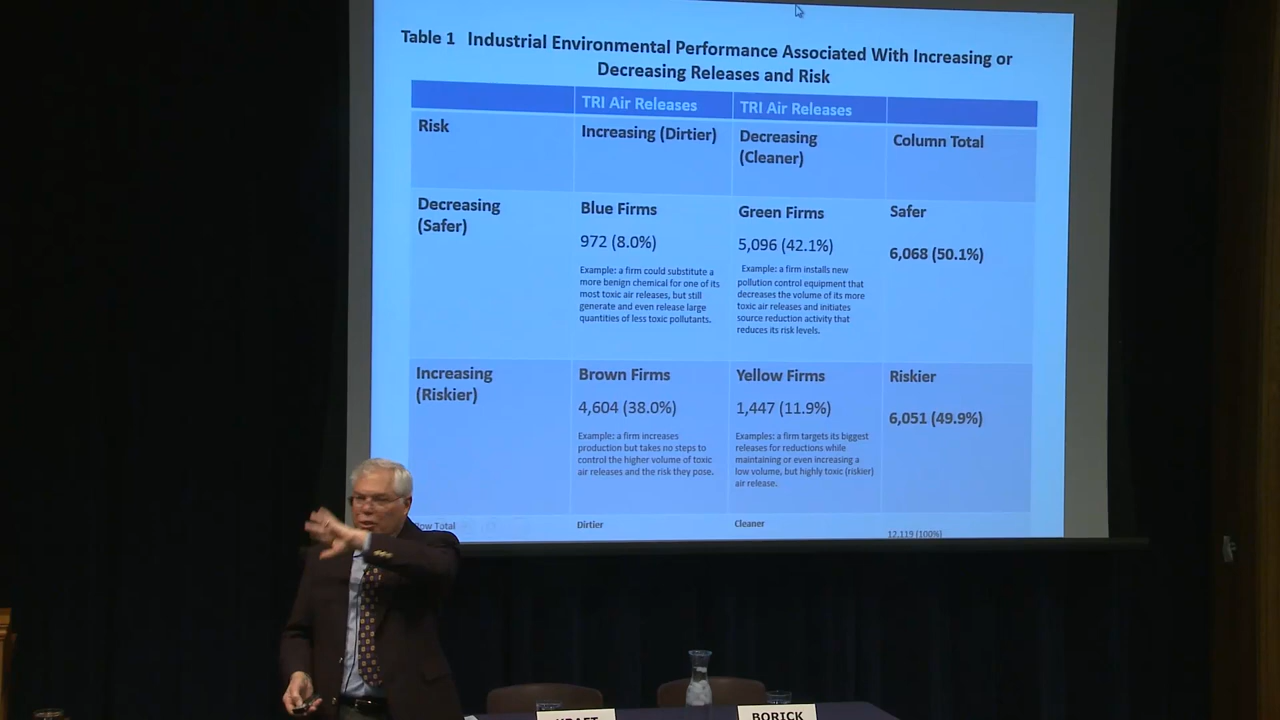 Table 1 Industrial Environmental Performance Associated With Increasing or
Decreasing Releases and Risk
TRI Air Releases
TRI Air Releases
Risk
Increasing (Dirtier)
Decreasing
(Cleaner)
Column Total
Decreasing
(Safer)
Blue Firms
972 (8.0%)
Example: a firm could substitute a
more benign chemical for one of its
most toxic air releases, but still
generate and even release large
quantities of less toxic pollutants.
Green Firms
5,096 (42.1%)
Example: a firm installs new
pollution control equipment that
decreases the volume of its more
toxic air releases and initiates
source reduction activity that
reduces its risk levels.
Safer
6,068 (50.1%)
Increasing
(Riskier)
Brown Firms
4,604 (38.0%)
Example: a firm increases
production but takes no steps to
control the higher volume of toxic
air releases and the risk they pose.
Yellow Firms
1,447 (11.9%)
Examples: a firm targets its biggest
releases for reductions while
maintaining or even increasing a
low volume, but highly toxic (riskier)
air release.
Riskier
6,051 (49.9%)
Row Total
Dirtier
Cleaner
12,119 (100%)
KRAFT
BORICK